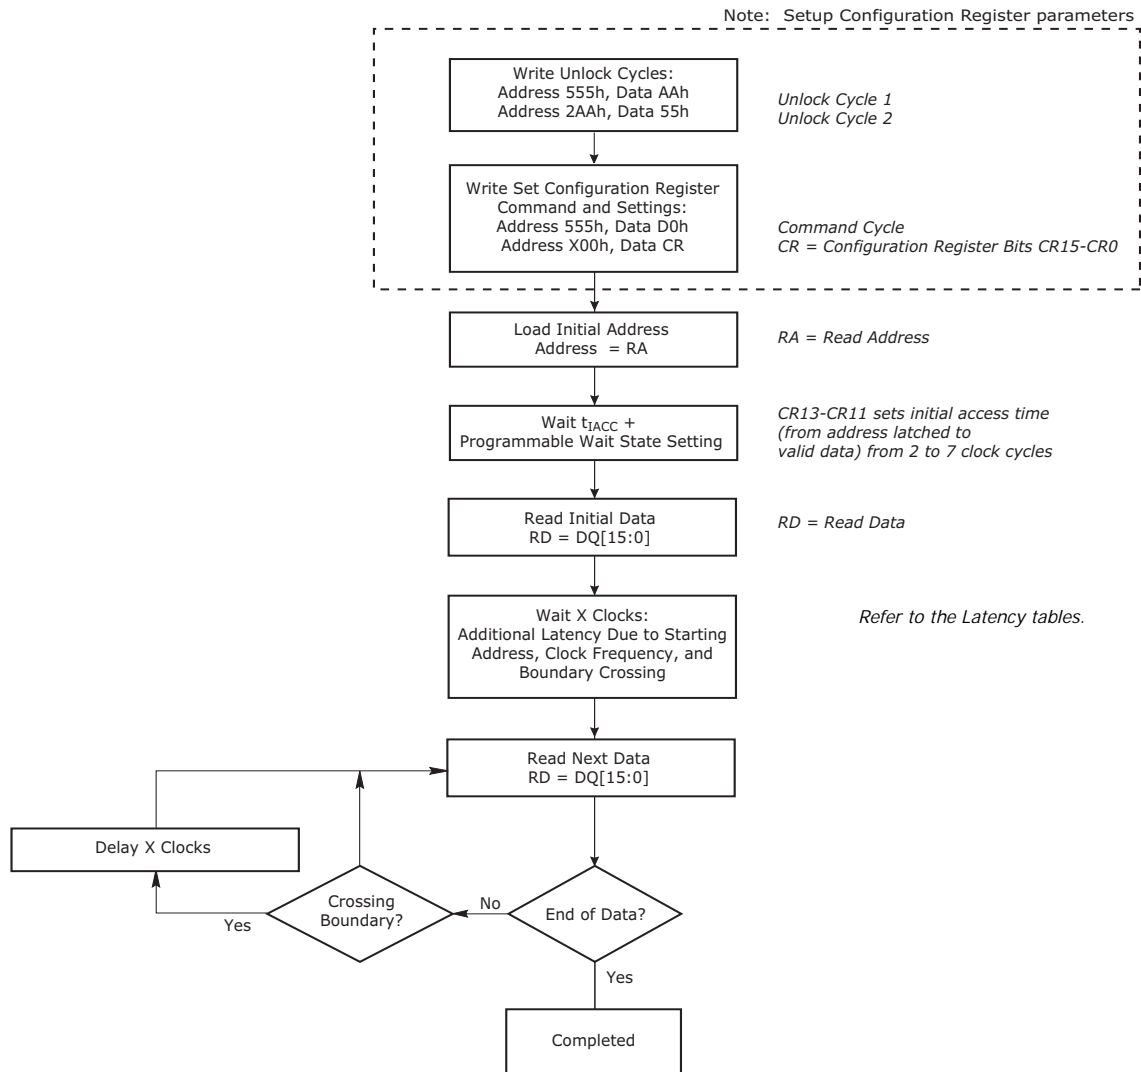 Note: Setup Configuration Register parameters
Write Unlock Cycles:
Address 555h, Data AAh
Address 2AAh, Data 55h
Unlock Cycle 1
Unlock Cycle 2
Write Set Configuration Register
Command and Settings:
Address 555h, Data D0h
Address X00h, Data CR
Command Cycle
CR = Configuration Register Bits CR15-CR0
Load Initial Address
Address = RA
RA = Read Address
Wait tIACC +
Programmable Wait State Setting
CR13-CR11 sets initial access time
(from address latched to
valid data) from 2 to 7 clock cycles
Read Initial Data
RD = DQ[15:0]
RD = Read Data
Wait X Clocks:
Additional Latency Due to Starting
Address, Clock Frequency, and
Boundary Crossing
Refer to the Latency tables.
Read Next Data
RD = DQ[15:0]
Delay X Clocks
Crossing
Boundary?
Yes
No
End of Data?
Yes
Completed